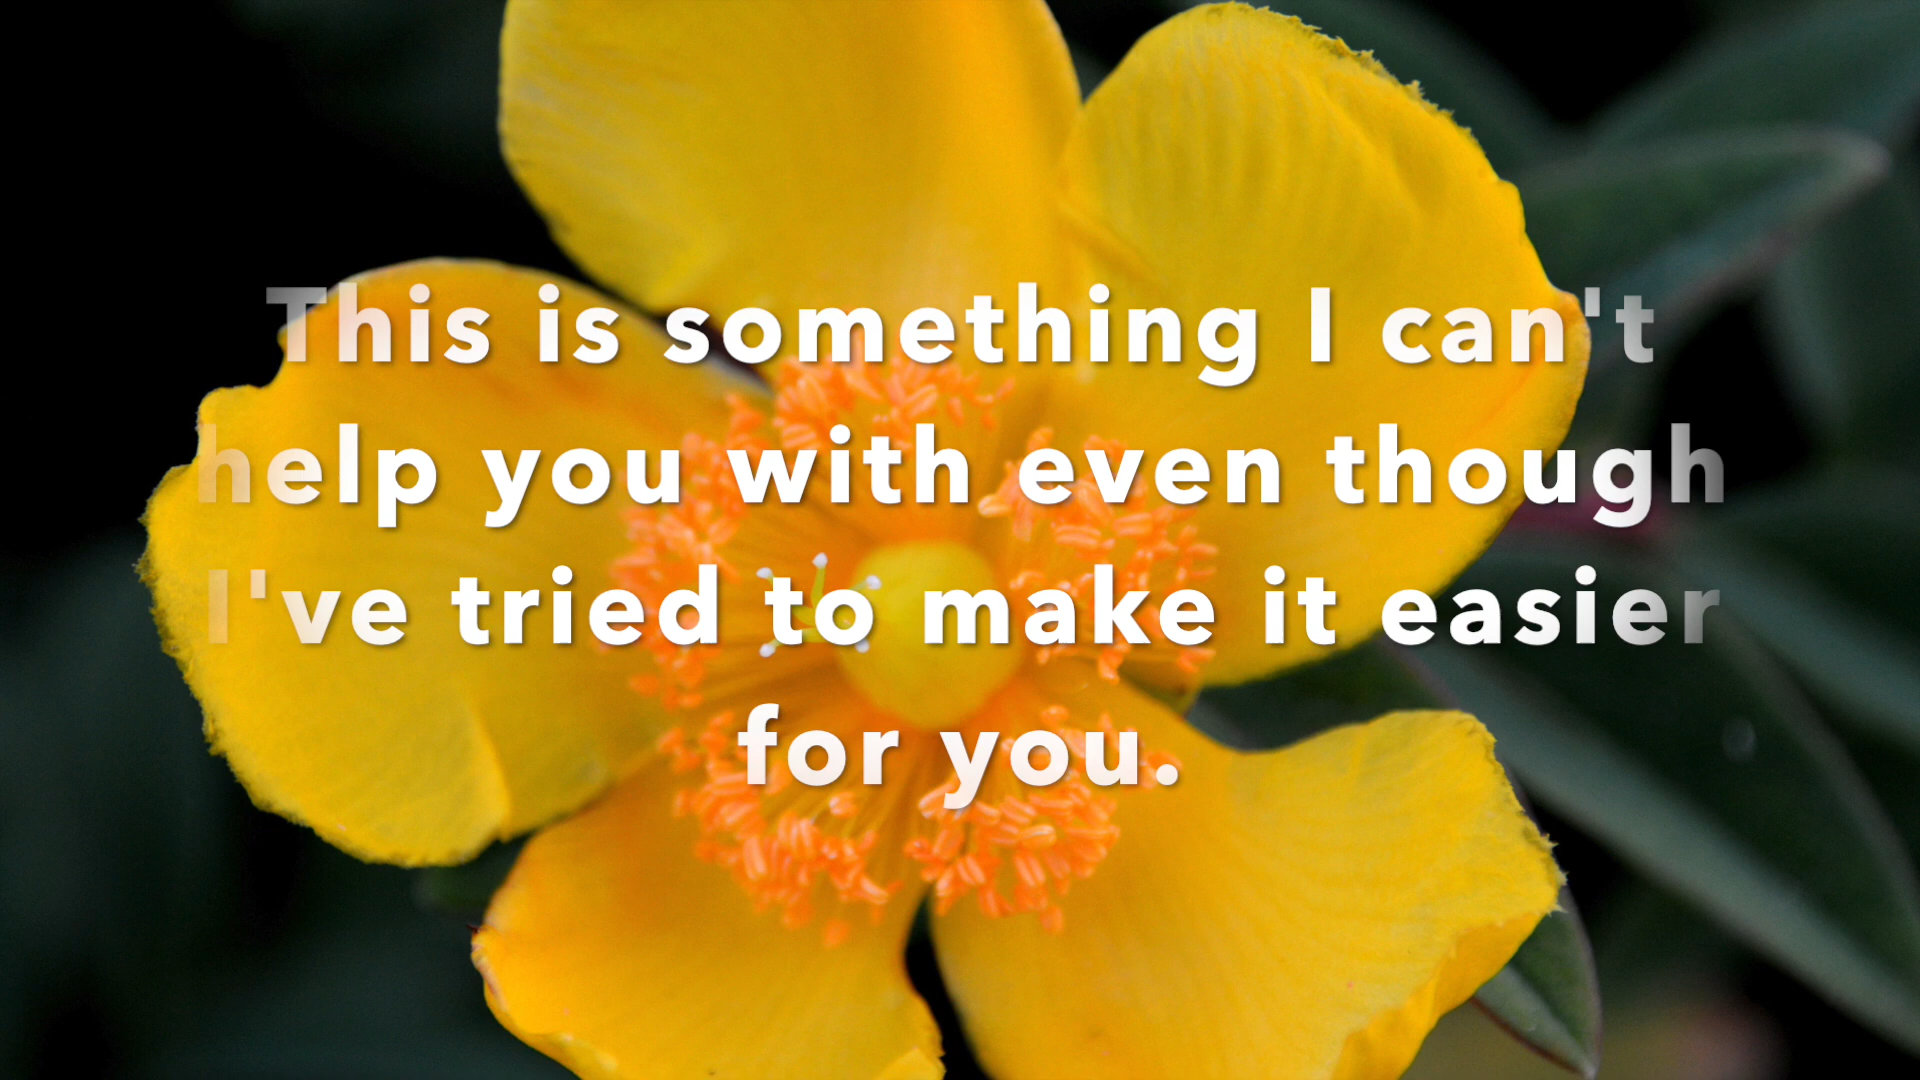 This is something I can't
help you with even though
I've tried to make it easier
for you.